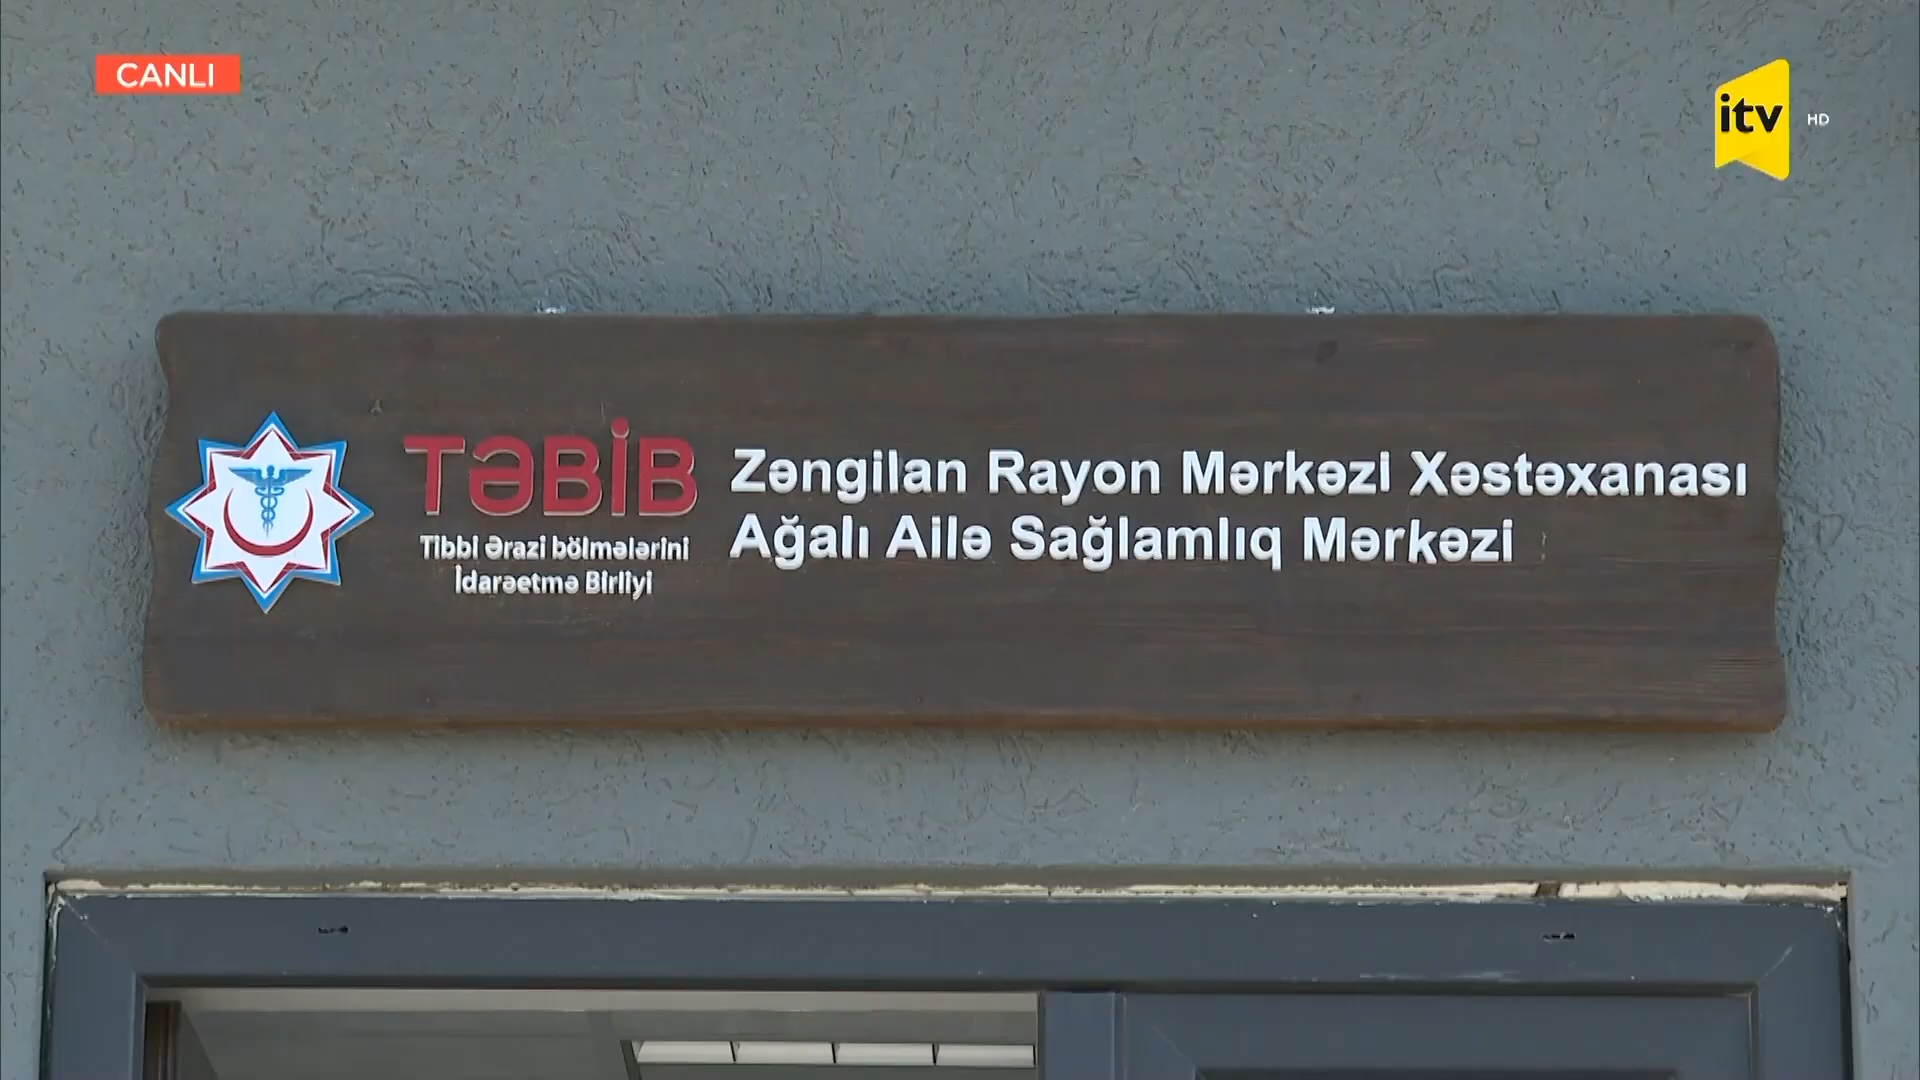 CANLI
itv HD
TƏBİB
Tibbi Ərazi bölmələrini
İdarəetmə Birliyi
Zəngilan Rayon Mərkəzi Xəstəxanası
Ağalı Ailə Sağlamlıq Mərkəzi